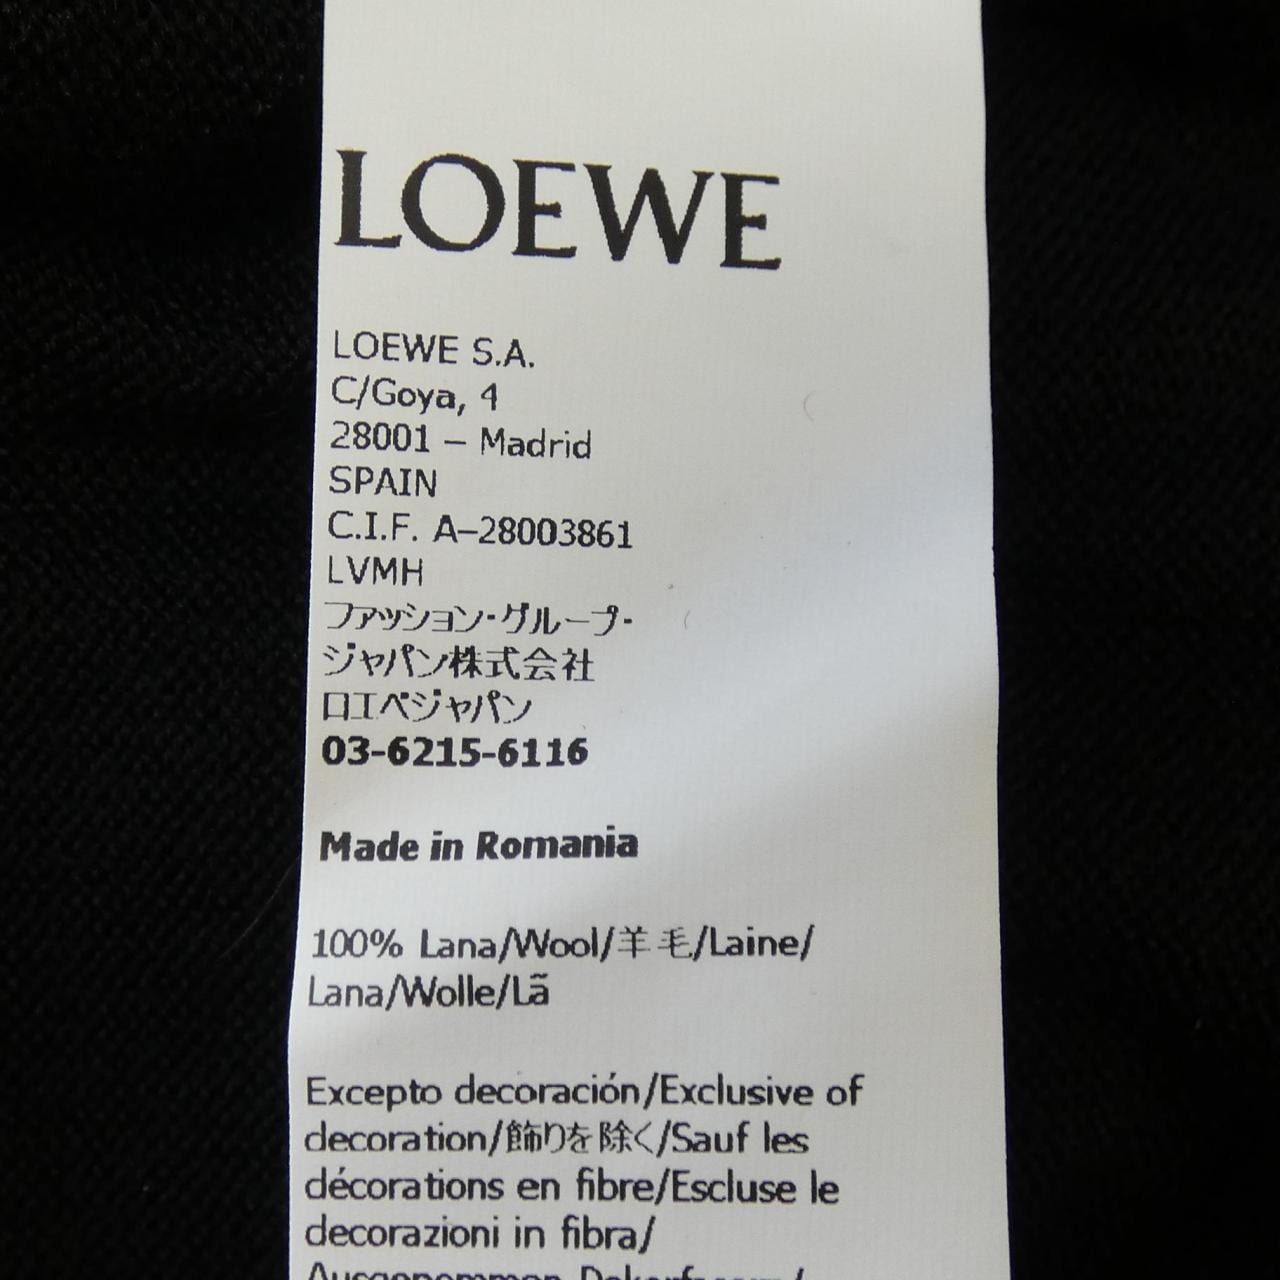 LOEWE
LOEWE S.A.
C/Goya, 4
28001 – Madrid
SPAIN
C.I.F. A–28003861
LVMH
ファッション・グループ・
ジャパン株式会社
ロエベジャパン
03-6215-6116
Made in Romania
100% Lana/Wool/羊毛/Laine/
Lana/Wolle/Lã
Excepto decoración/Exclusive of
decoration/飾りを除く/Sauf les
décorations en fibre/Escluse le
decorazioni in fibra/